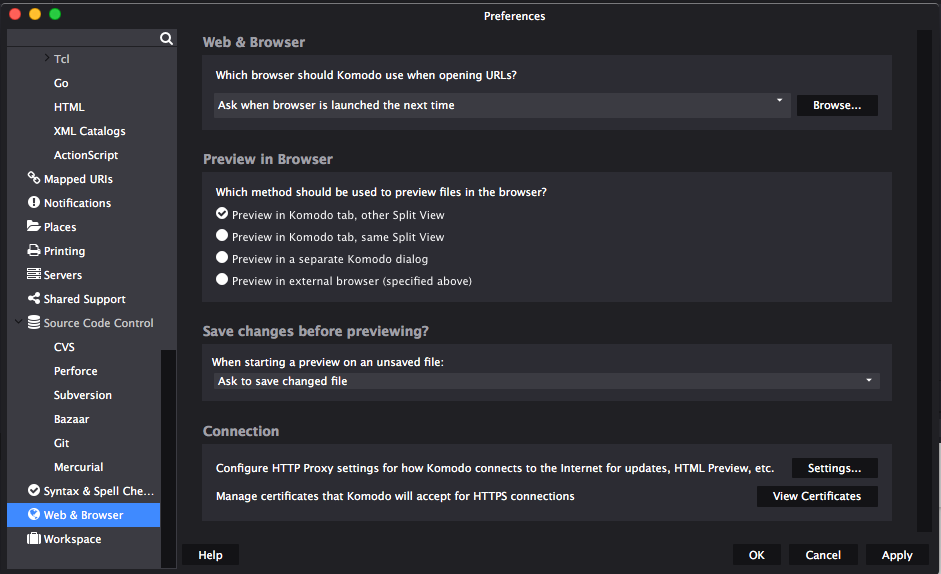 Preferences
Tcl
Go
HTML
XML Catalogs
ActionScript
Mapped URIs
Notifications
Places
Printing
Servers
Shared Support
Source Code Control
CVS
Perforce
Subversion
Bazaar
Git
Mercurial
Syntax & Spell Che...
Web & Browser
Workspace
Web & Browser
Which browser should Komodo use when opening URLs?
Ask when browser is launched the next time
Browse...
Preview in Browser
Which method should be used to preview files in the browser?
Preview in Komodo tab, other Split View
Preview in Komodo tab, same Split View
Preview in a separate Komodo dialog
Preview in external browser (specified above)
Save changes before previewing?
When starting a preview on an unsaved file:
Ask to save changed file
Connection
Configure HTTP Proxy settings for how Komodo connects to the Internet for updates, HTML Preview, etc.
Settings...
Manage certificates that Komodo will accept for HTTPS connections
View Certificates
Help
OK
Cancel
Apply